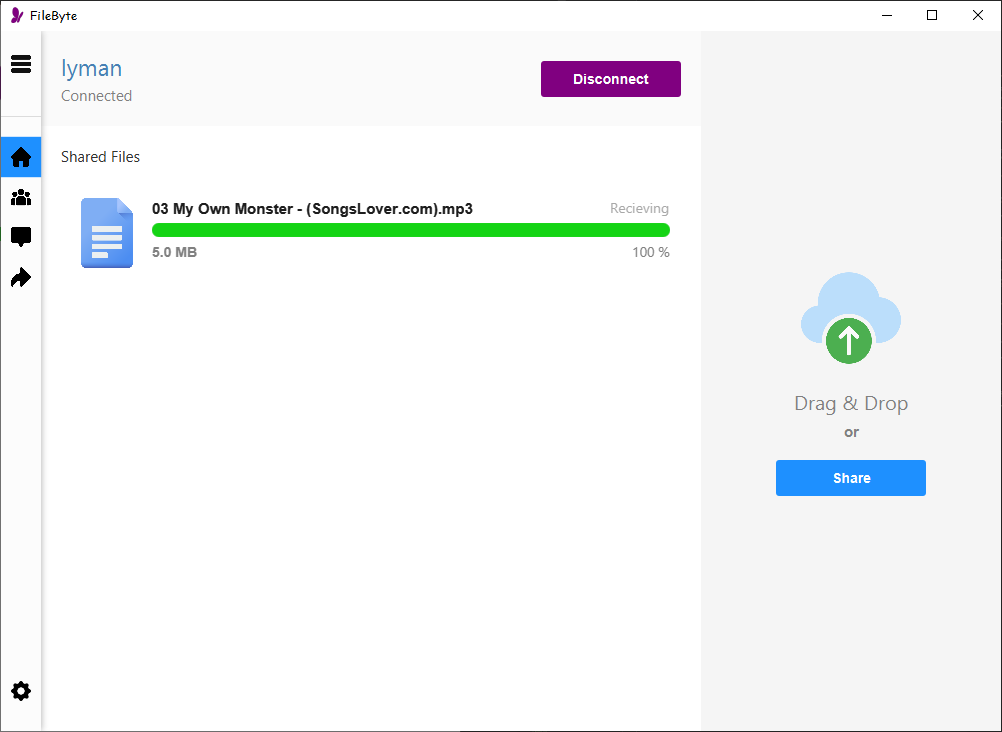 FileByte
lyman
Connected
Disconnect
Shared Files
03 My Own Monster - (SongsLover.com).mp3
Recieving
5.0 MB
100 %
Drag & Drop
or
Share